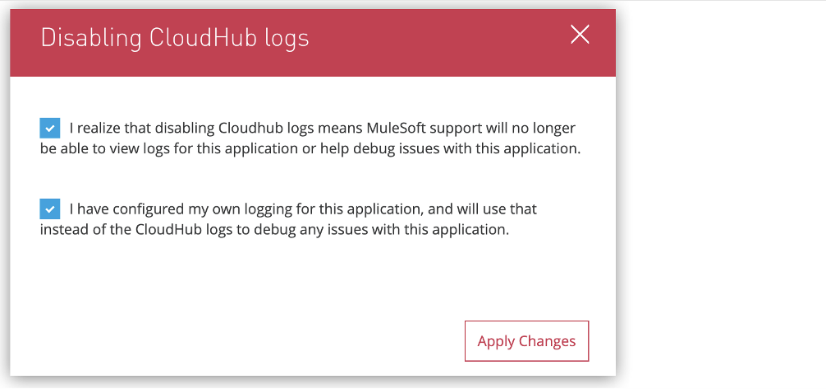 Disabling CloudHub logs
I realize that disabling Cloudhub logs means MuleSoft support will no longer
be able to view logs for this application or help debug issues with this application.
I have configured my own logging for this application, and will use that
instead of the CloudHub logs to debug any issues with this application.
Apply Changes